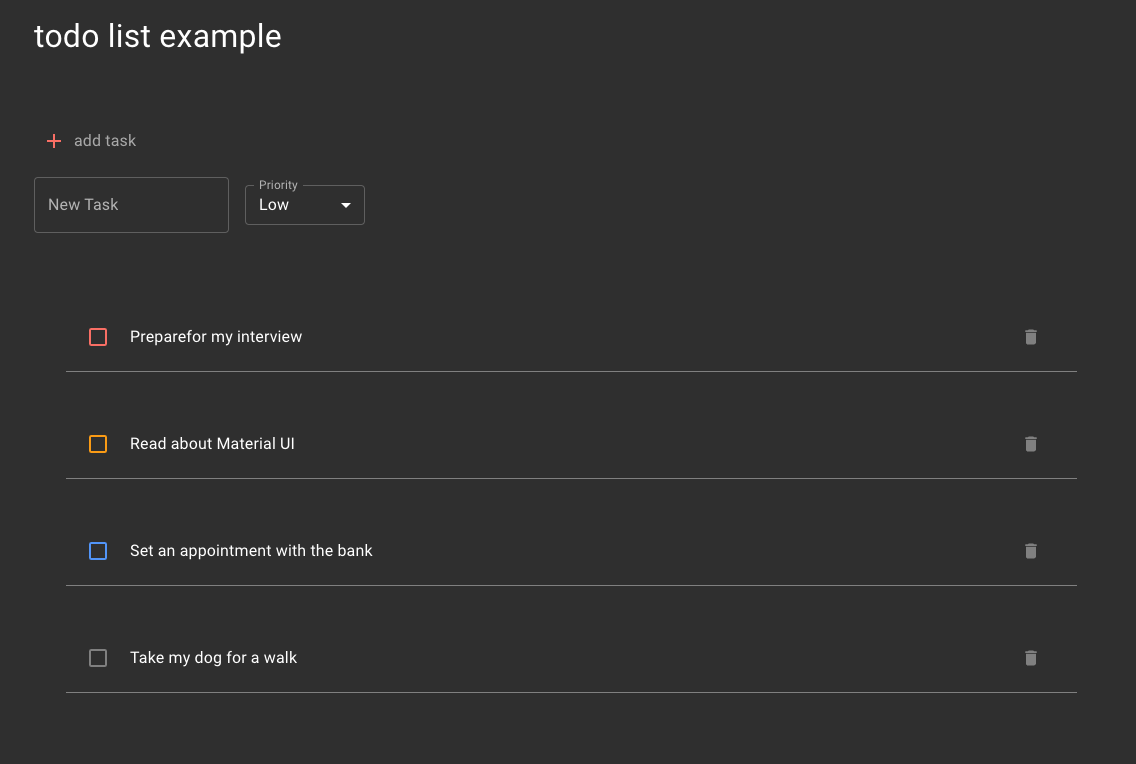 todo list example
add task
New Task
Priority
Low
Preparefor my interview
Read about Material UI
Set an appointment with the bank
Take my dog for a walk